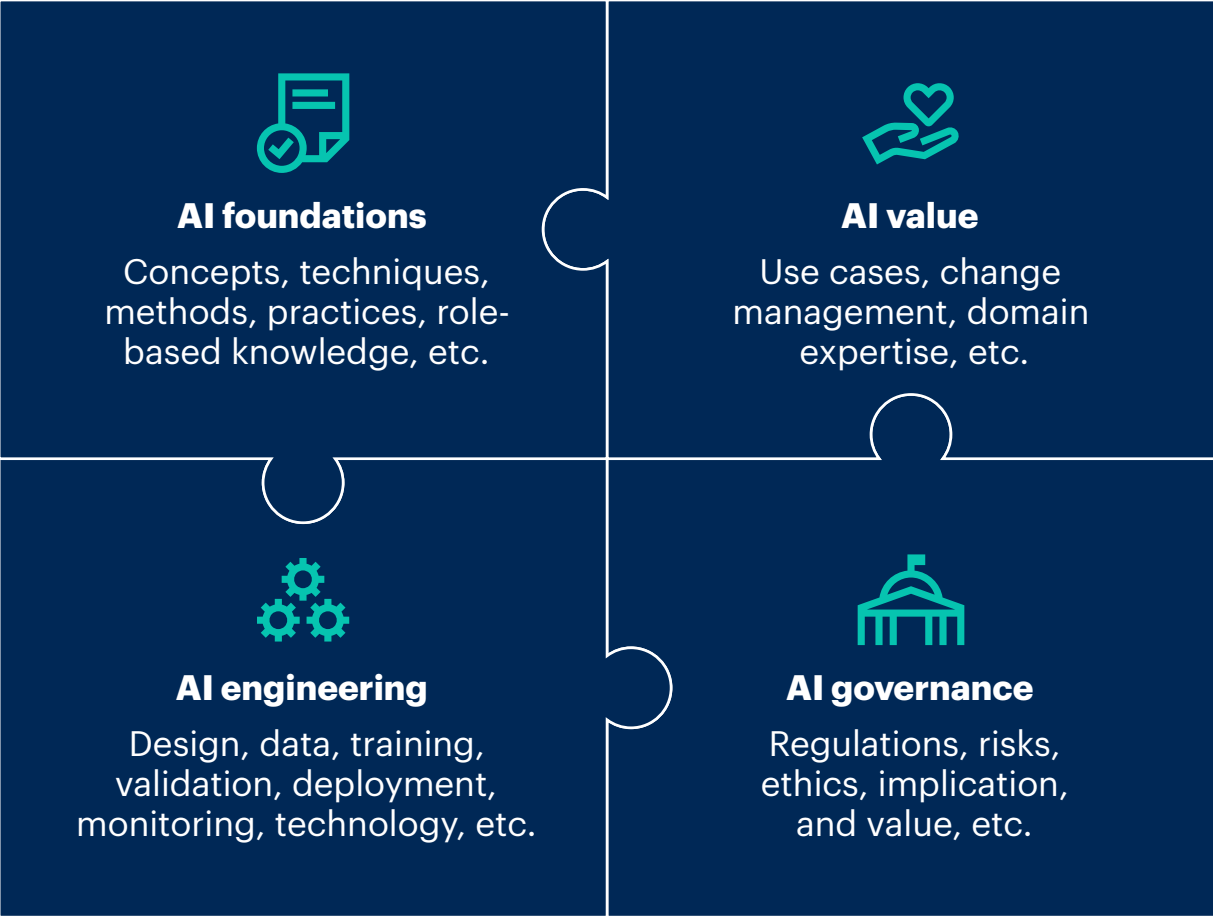 AI foundations
Concepts, techniques,
methods, practices, role-
based knowledge, etc.
AI value
Use cases, change
management, domain
expertise, etc.
AI engineering
Design, data, training,
validation, deployment,
monitoring, technology, etc.
AI governance
Regulations, risks,
ethics, implication,
and value, etc.